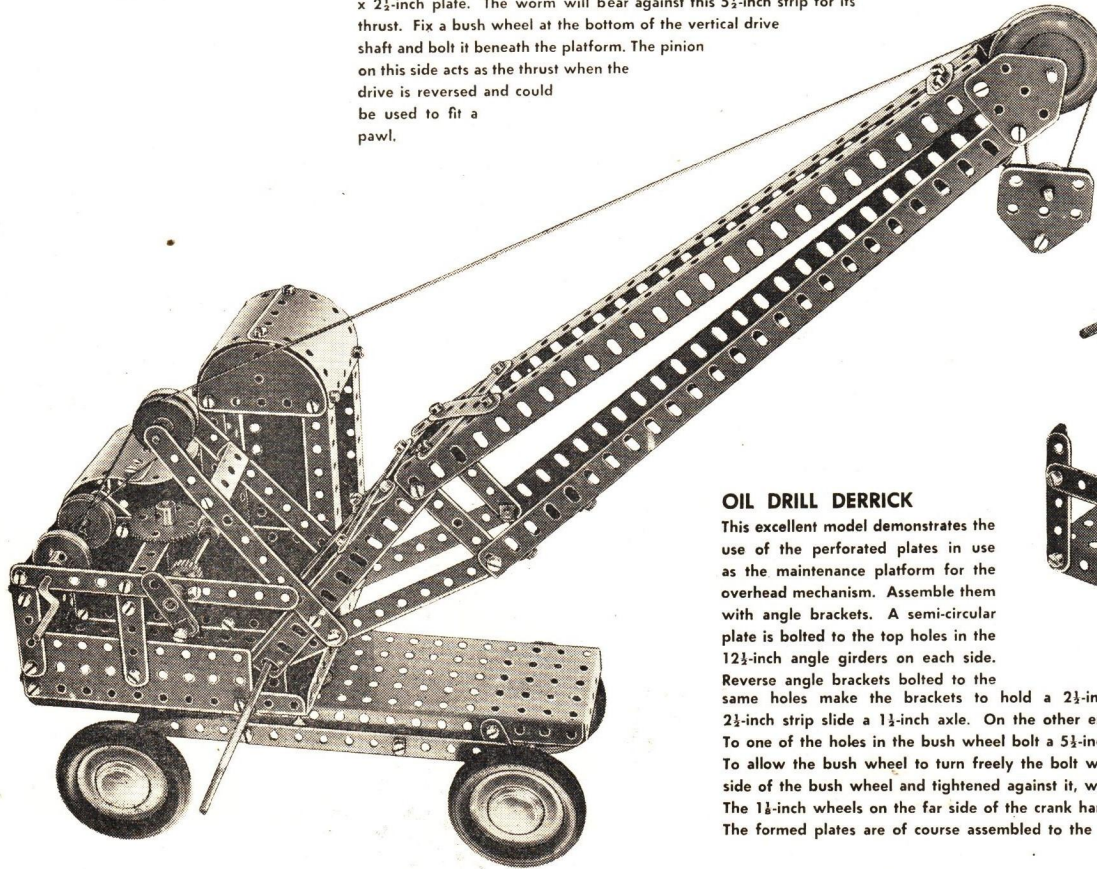 x 2½-inch plate. The worm will bear against this 5½-inch strip for its
thrust. Fix a bush wheel at the bottom of the vertical drive
shaft and bolt it beneath the platform. The pinion
on this side acts as the thrust when the
drive is reversed and could
be used to fit a
pawl.
OIL DRILL DERRICK
This excellent model demonstrates the
use of the perforated plates in use
as the maintenance platform for the
overhead mechanism. Assemble them
with angle brackets. A semi-circular
plate is bolted to the top holes in the
12½-inch angle girders on each side.
Reverse angle brackets bolted to the
same holes make the brackets to hold a 2½-in
2½-inch strip slide a 1½-inch axle. On the other e
To one of the holes in the bush wheel bolt a 5½-in
To allow the bush wheel to turn freely the bolt w
side of the bush wheel and tightened against it, w
The 1⅛-inch wheels on the far side of the crank han
The formed plates are of course assembled to the